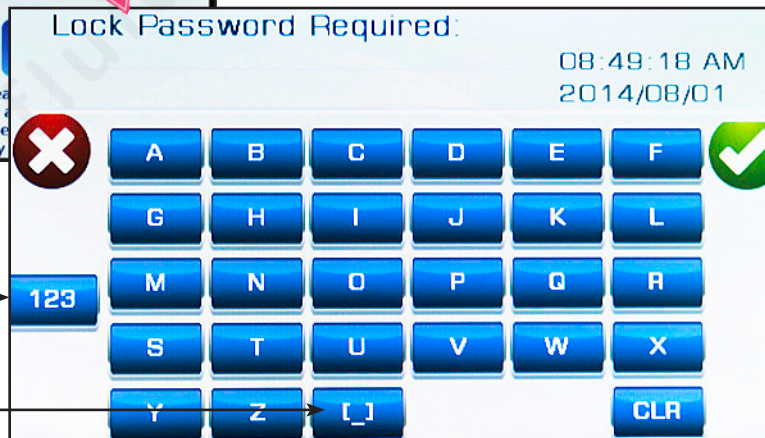 Lock Password Required:
08:49:18 AM
2014/08/01
A B C D E F
G H I J K L
123
M N O P Q R
S T U V W X
Y Z [_] CLR